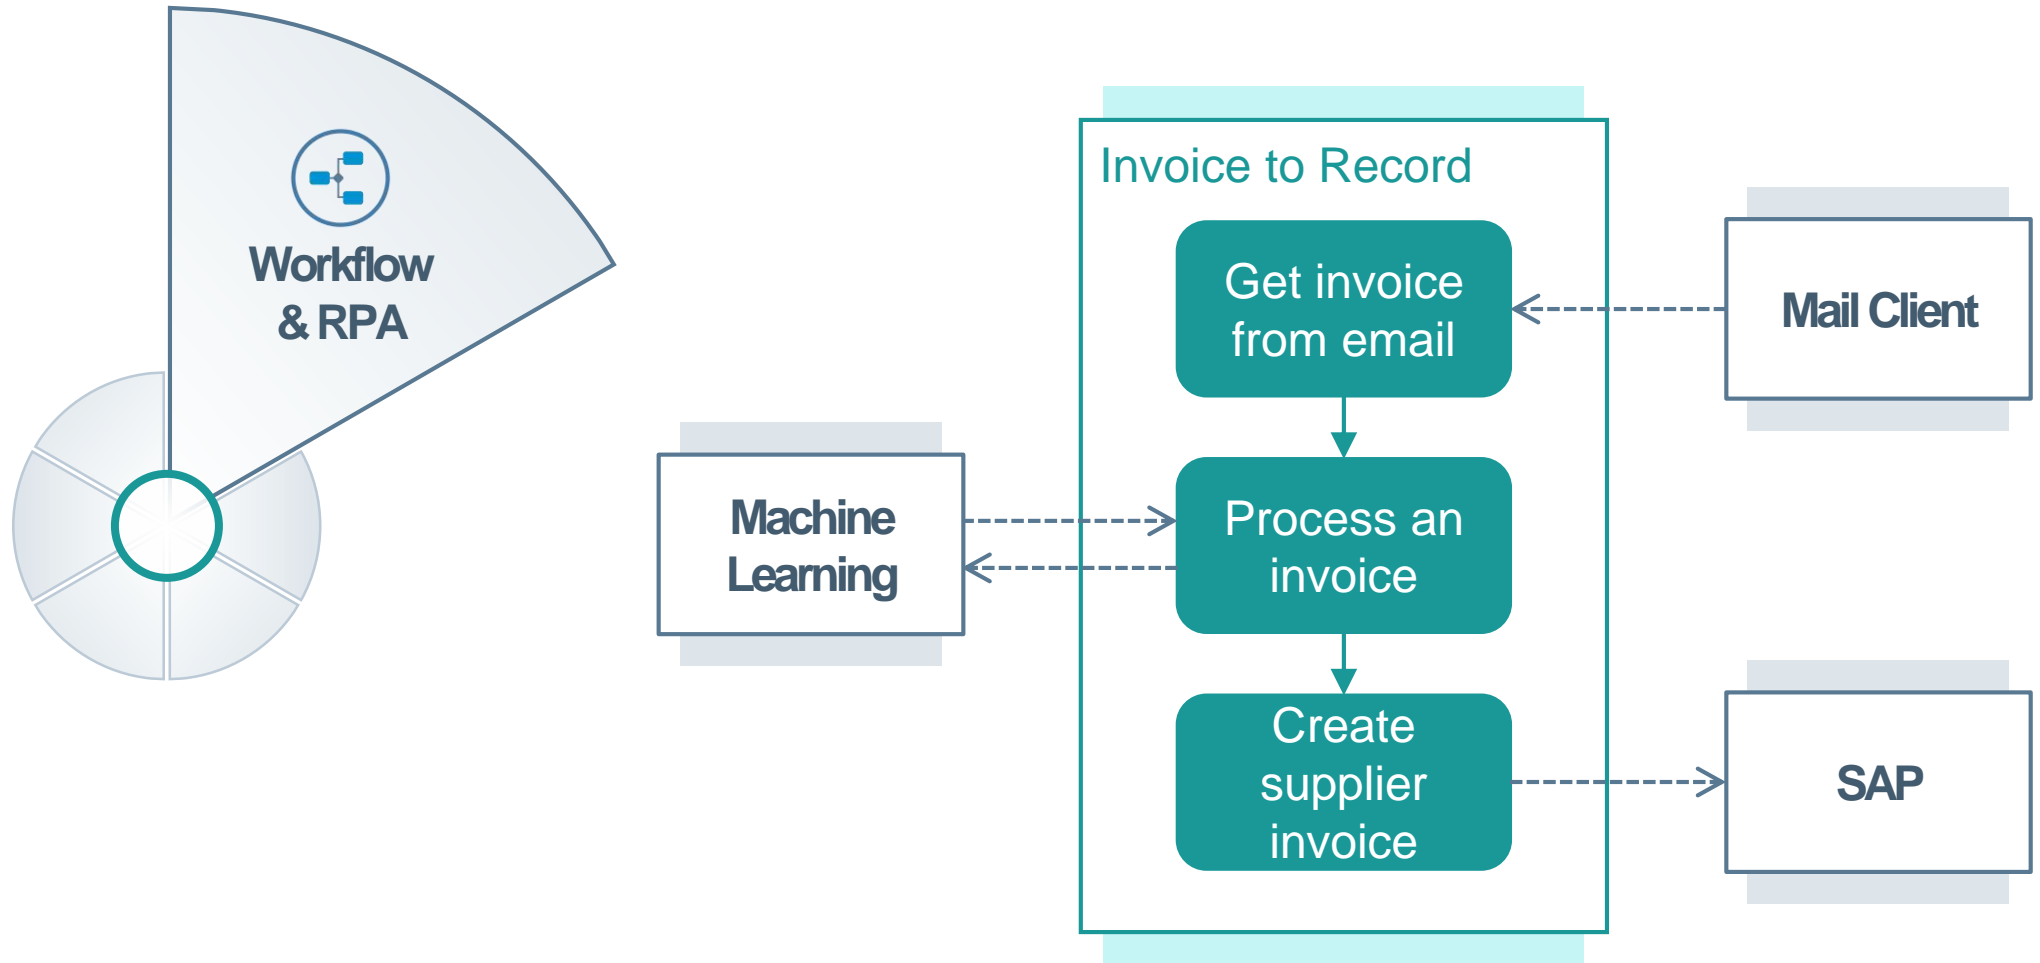 Workflow
& RPA
Invoice to Record
Get invoice
from email
Mail Client
Machine
Learning
Process an
invoice
Create
supplier
invoice
SAP